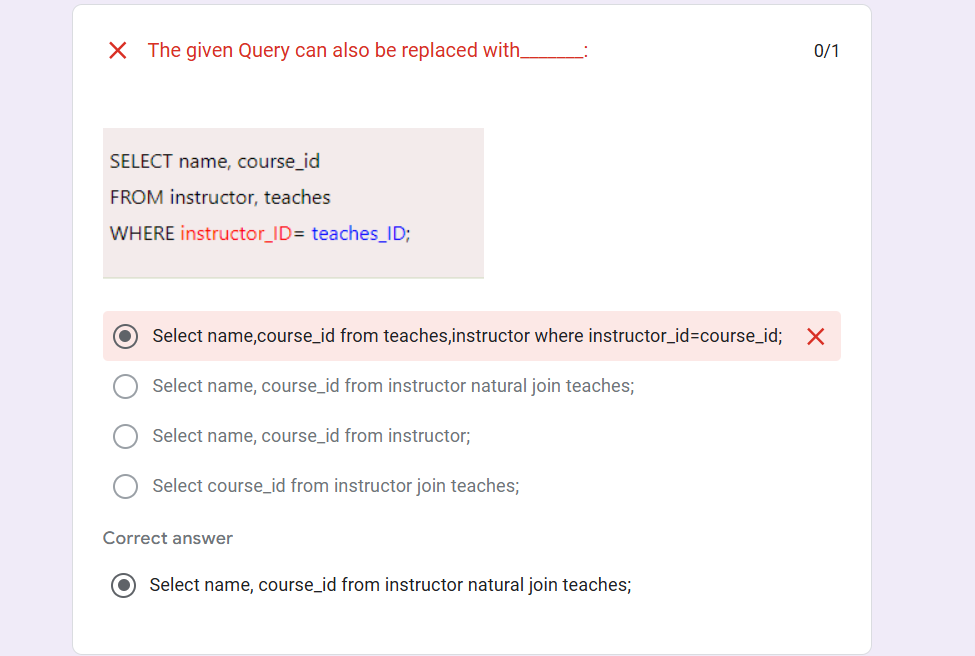 The given Query can also be replaced with_______:
0/1
SELECT name, course_id
FROM instructor, teaches
WHERE instructor_ID= teaches_ID;
Select name,course_id from teaches,instructor where instructor_id=course_id;
Select name, course_id from instructor natural join teaches;
Select name, course_id from instructor;
Select course_id from instructor join teaches;
Correct answer
Select name, course_id from instructor natural join teaches;